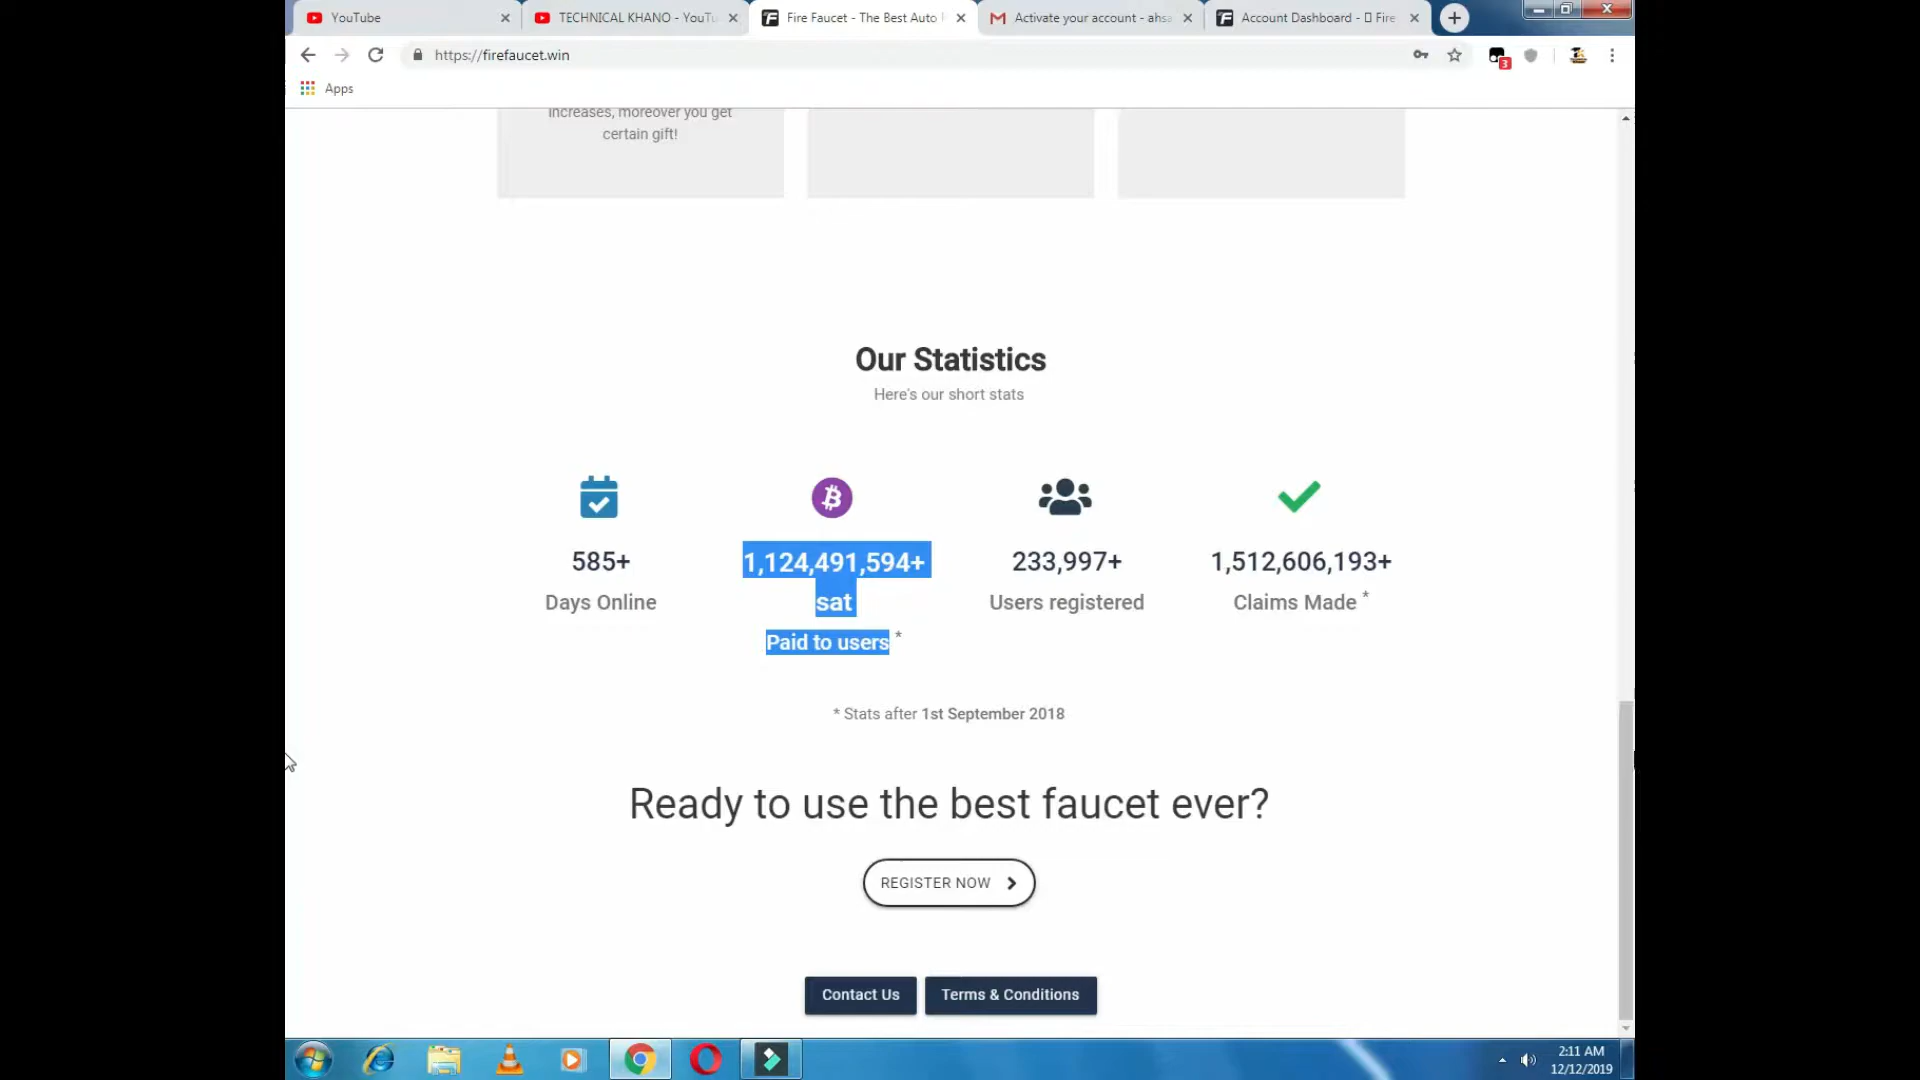 YouTube
TECHNICAL KHANO - YouTu
Fire Faucet - The Best Auto
Activate your account - ahsa
Account Dashboard - Fire
https://firefaucet.win
3
Apps
increases, moreover you get
certain gift!
Our Statistics
Here's our short stats
585+
Days Online
1,124,491,594+
sat
Paid to users *
233,997+
Users registered
1,512,606,193+
Claims Made *
* Stats after 1st September 2018
Ready to use the best faucet ever?
REGISTER NOW
Contact Us
Terms & Conditions
2:11 AM
12/12/2019